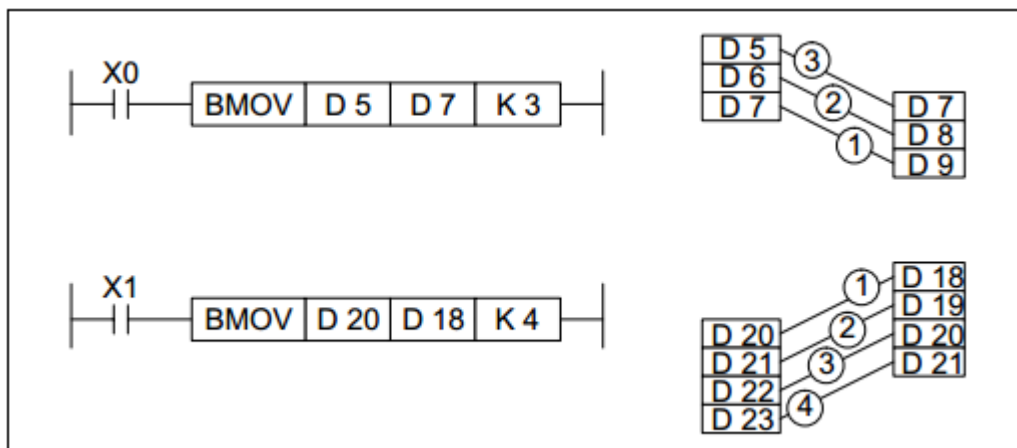 X0
BMOV D 5 D 7 K 3
D 5
D 6
D 7
3
2
1
D 7
D 8
D 9
X1
BMOV D 20 D 18 K 4
D 20
D 21
D 22
D 23
1
2
3
4
D 18
D 19
D 20
D 21